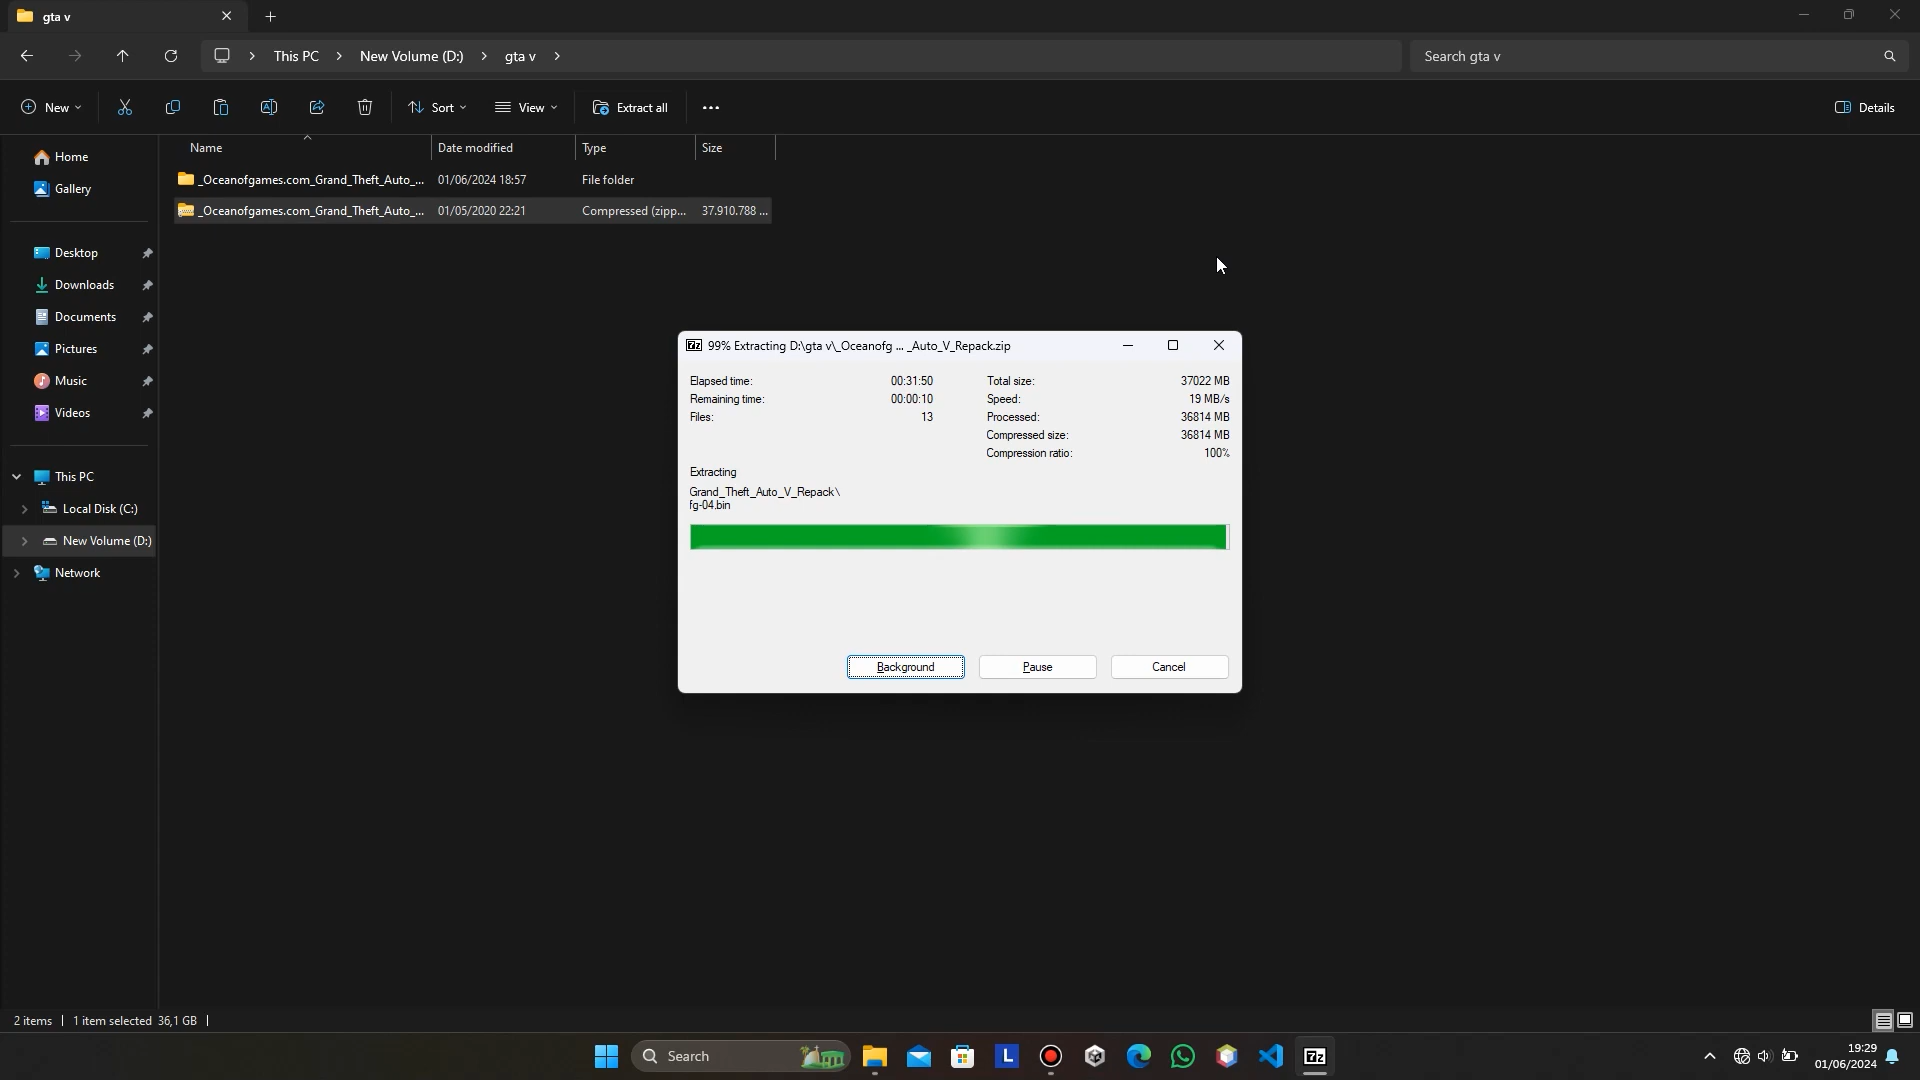 gta v
This PC
New Volume (D:)
gta v
Search gta v
New
Sort
View
Extract all
Details
Name
Date modified
Type
Size
_Oceanofgames.com_Grand_Theft_Auto_...
01/06/2024 18:57
File folder
_Oceanofgames.com_Grand_Theft_Auto_...
01/05/2020 22:21
Compressed (zipp...
37.910.788 ...
Home
Gallery
Desktop
Downloads
Documents
Pictures
Music
Videos
This PC
Local Disk (C:)
New Volume (D:)
Network
7z 99% Extracting D:\gta v\_Oceanofg ... _Auto_V_Repack.zip
Elapsed time: 00:31:50
Remaining time: 00:00:10
Files: 13
Total size: 37022 MB
Speed: 19 MB/s
Processed: 36814 MB
Compressed size: 36814 MB
Compression ratio: 100%
Extracting
Grand_Theft_Auto_V_Repack\
fg-04.bin
Background
Pause
Cancel
2 items
1 item selected 36,1 GB
Search
L
7z
19:29
01/06/2024